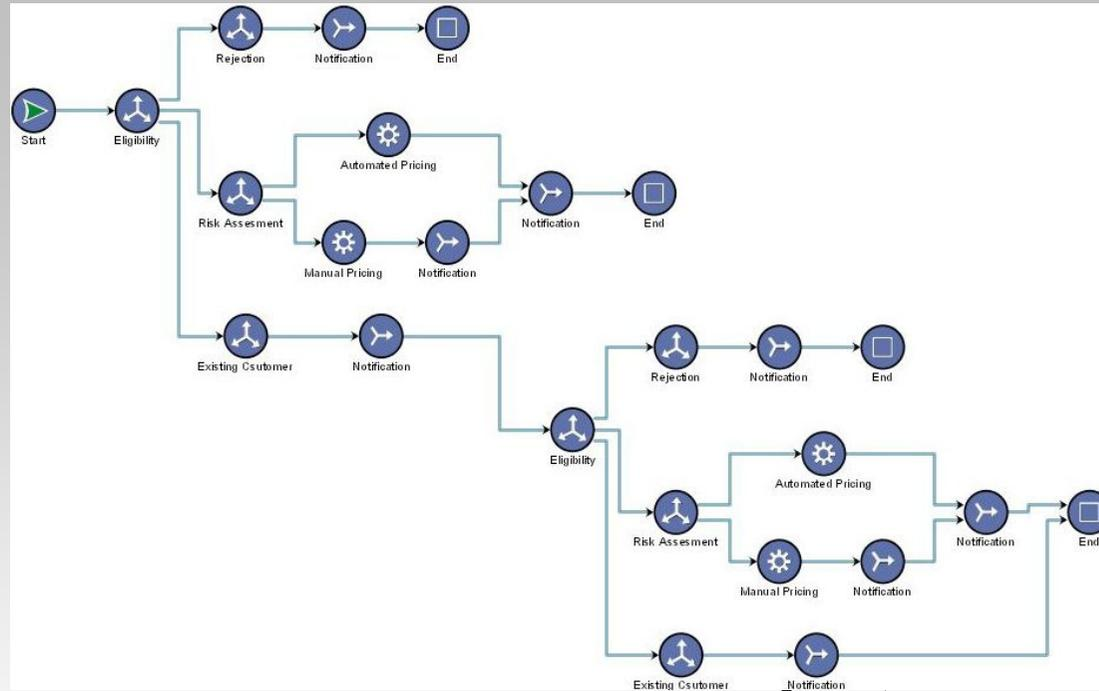 Rejection
Notification
End
Start
Eligibility
Automated Pricing
Risk Assesment
Notification
End
Manual Pricing
Notification
Existing Csutomer
Notification
Rejection
Notification
End
Eligibility
Automated Pricing
Risk Assesment
Notification
End
Manual Pricing
Notification
Existing Csutomer
Notification